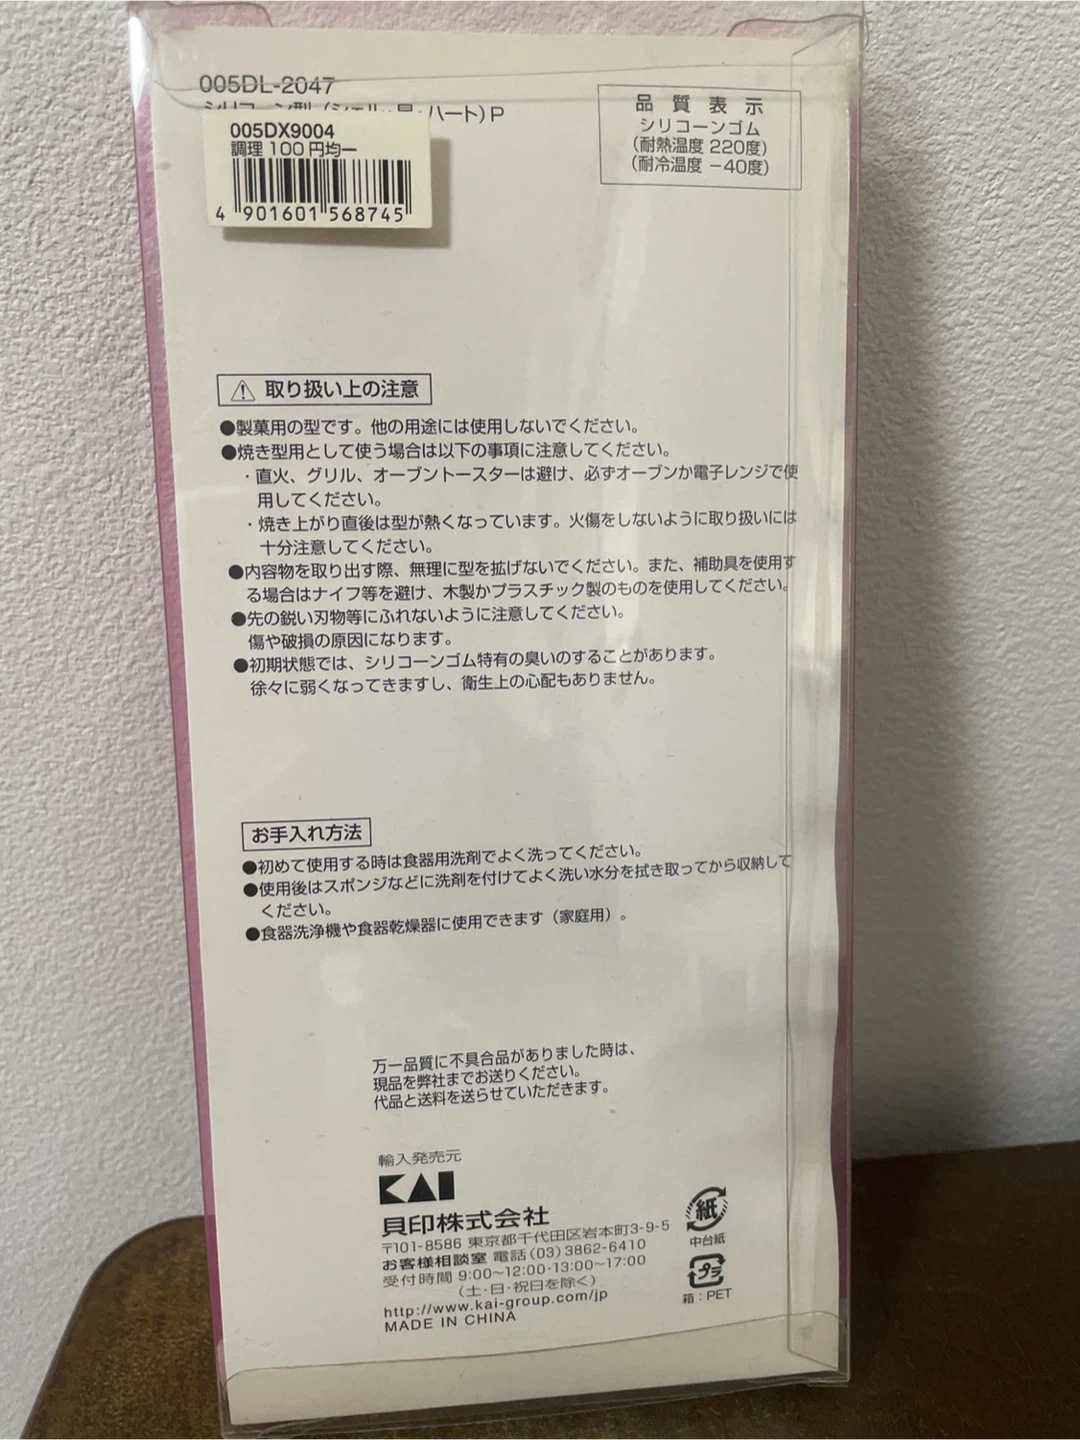 005DL-2047
シリコーン型（シェル・星・ハート）P
005DX9004
調理 100 円均一
4 901601 568745
品質表示
シリコーンゴム
（耐熱温度 220度）
（耐冷温度 −40度）
⚠ 取り扱い上の注意
●製菓用の型です。他の用途には使用しないでください。
●焼き型用として使う場合は以下の事項に注意してください。
・直火、グリル、オーブントースターは避け、必ずオーブンか電子レンジで使
用してください。
・焼き上がり直後は型が熱くなっています。火傷をしないように取り扱いには
十分注意してください。
●内容物を取り出す際、無理に型を拡げないでください。また、補助具を使用す
る場合はナイフ等を避け、木製かプラスチック製のものを使用してください。
●先の鋭い刃物等にふれないように注意してください。
傷や破損の原因になります。
●初期状態では、シリコーンゴム特有の臭いのすることがあります。
徐々に弱くなってきますし、衛生上の心配もありません。
お手入れ方法
●初めて使用する時は食器用洗剤でよく洗ってください。
●使用後はスポンジなどに洗剤を付けてよく洗い水分を拭き取ってから収納して
ください。
●食器洗浄機や食器乾燥器に使用できます（家庭用）。
万一品質に不具合品がありました時は、
現品を弊社までお送りください。
代品と送料を送らせていただきます。
輸入発売元
KAI
貝印株式会社
〒101-8586 東京都千代田区岩本町3-9-5
お客様相談室 電話（03）3862-6410
受付時間 9:00〜12:00・13:00〜17:00
（土・日・祝日を除く）
http://www.kai-group.com/jp
MADE IN CHINA
紙
中台紙
プラ
箱：PET